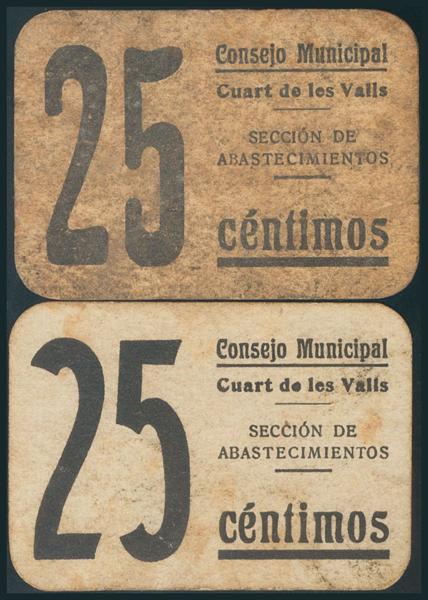 25
Consejo Municipal
Cuart de les Valls
SECCIÓN DE
ABASTECIMIENTOS
céntimos
25
Consejo Municipal
Cuart de les Valls
SECCIÓN DE
ABASTECIMIENTOS
céntimos